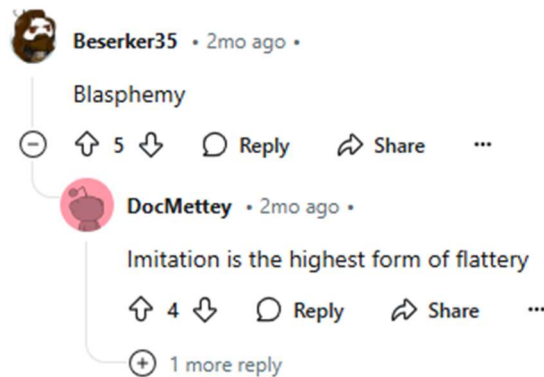 Beserker35 • 2mo ago •
Blasphemy
5 Reply Share ...
DocMettey • 2mo ago •
Imitation is the highest form of flattery
4 Reply Share ...
1 more reply